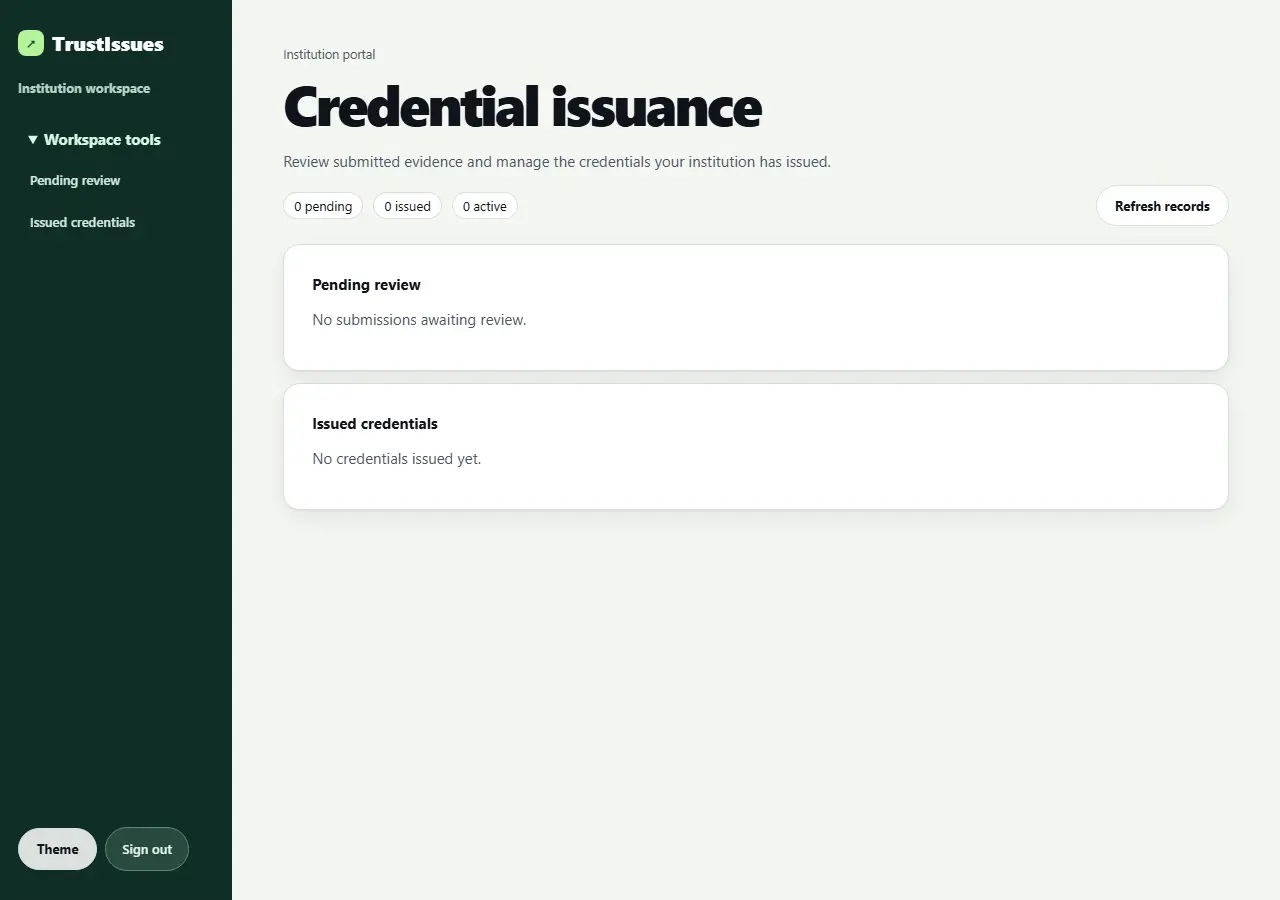 TrustIssues
Institution workspace
▼ Workspace tools
Pending review
Issued credentials
Theme
Sign out
Institution portal
Credential issuance
Review submitted evidence and manage the credentials your institution has issued.
0 pending
0 issued
0 active
Refresh records
Pending review
No submissions awaiting review.
Issued credentials
No credentials issued yet.